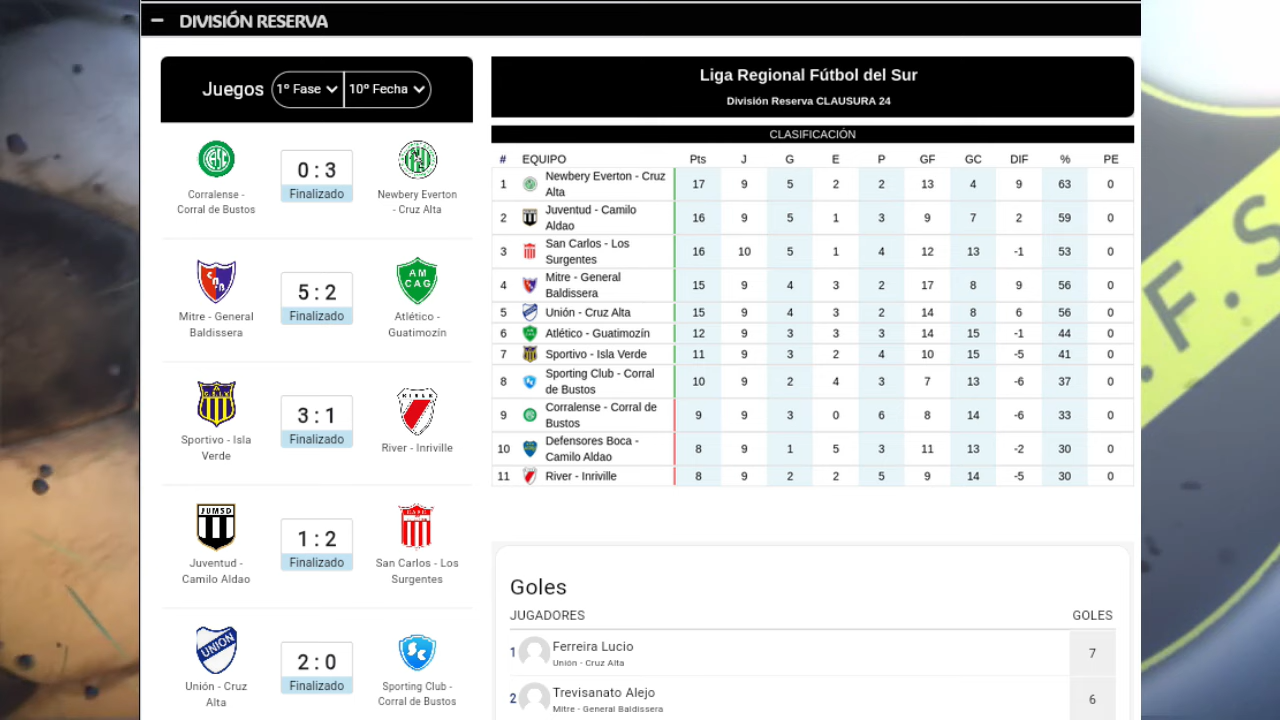 DIVISIÓN RESERVA
Juegos 1º Fase 10º Fecha
CASC
0 : 3
Finalizado
Corralense -
Corral de Bustos
Newbery Everton
- Cruz Alta
5 : 2
Finalizado
AM
CAG
Mitre - General
Baldissera
Atlético -
Guatimozín
3 : 1
Finalizado
Sportivo - Isla
Verde
River - Inriville
JUMSD
1 : 2
Finalizado
Juventud -
Camilo Aldao
San Carlos - Los
Surgentes
UNION
2 : 0
Finalizado
SC
Unión - Cruz
Alta
Sporting Club -
Corral de Bustos
Liga Regional Fútbol del Sur
División Reserva CLAUSURA 24
CLASIFICACIÓN
# EQUIPO Pts J G E P GF GC DIF % PE
1 Newbery Everton - Cruz Alta 17 9 5 2 2 13 4 9 63 0
2 Juventud - Camilo Aldao 16 9 5 1 3 9 7 2 59 0
3 San Carlos - Los Surgentes 16 10 5 1 4 12 13 -1 53 0
4 Mitre - General Baldissera 15 9 4 3 2 17 8 9 56 0
5 Unión - Cruz Alta 15 9 4 3 2 14 8 6 56 0
6 Atlético - Guatimozín 12 9 3 3 3 14 15 -1 44 0
7 Sportivo - Isla Verde 11 9 3 2 4 10 15 -5 41 0
8 Sporting Club - Corral de Bustos 10 9 2 4 3 7 13 -6 37 0
9 Corralense - Corral de Bustos 9 9 3 0 6 8 14 -6 33 0
10 Defensores Boca - Camilo Aldao 8 9 1 5 3 11 13 -2 30 0
11 River - Inriville 8 9 2 2 5 9 14 -5 30 0
Goles
JUGADORES GOLES
1 Ferreira Lucio 7
Unión - Cruz Alta
2 Trevisanato Alejo 6
Mitre - General Baldissera
.F.S